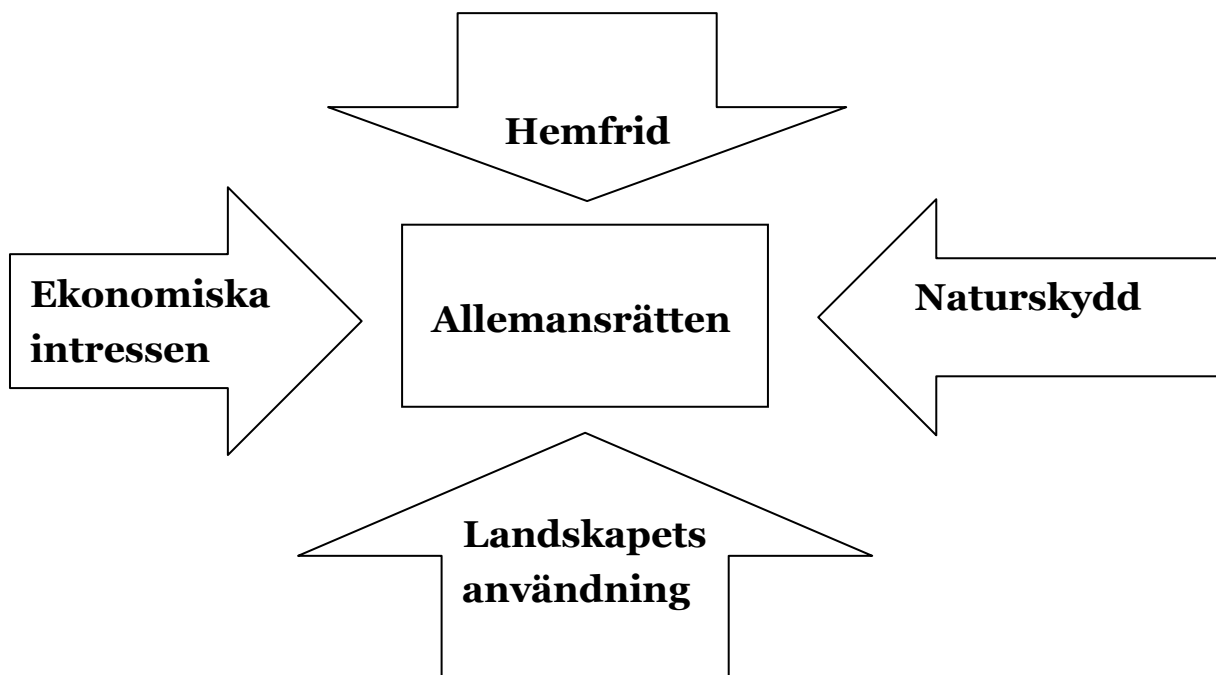 Hemfrid
Ekonomiska
intressen
Allemansrätten
Naturskydd
Landskapets
användning